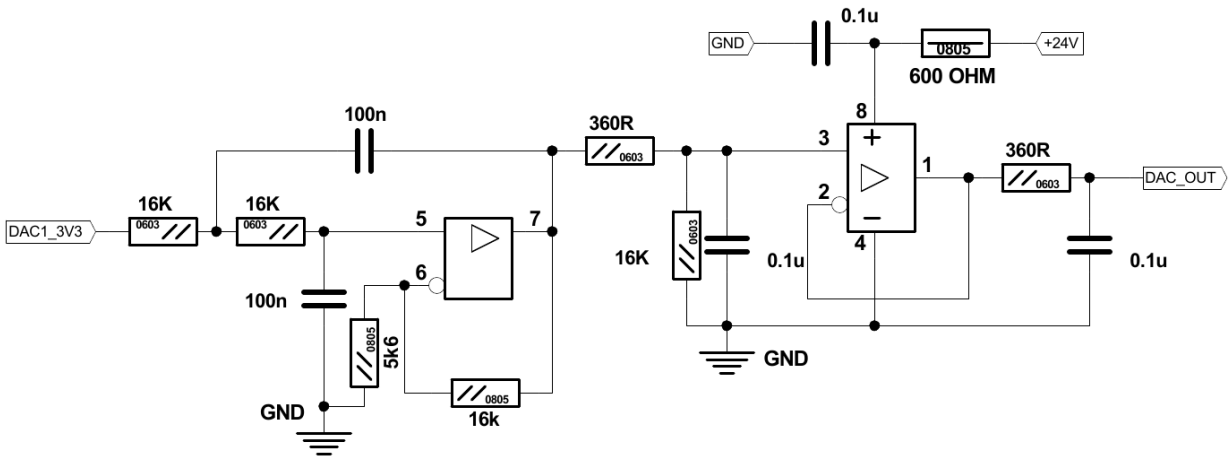 0.1u
GND
0805
+24V
600 OHM
100n
8
360R
0603
3
+
1
360R
0603
DAC_OUT
2
−
4
16K
16K
DAC1_3V3
0603
0603
5
7
6
0603
16K
0.1u
0.1u
100n
0805
5k6
GND
GND
0805
16k